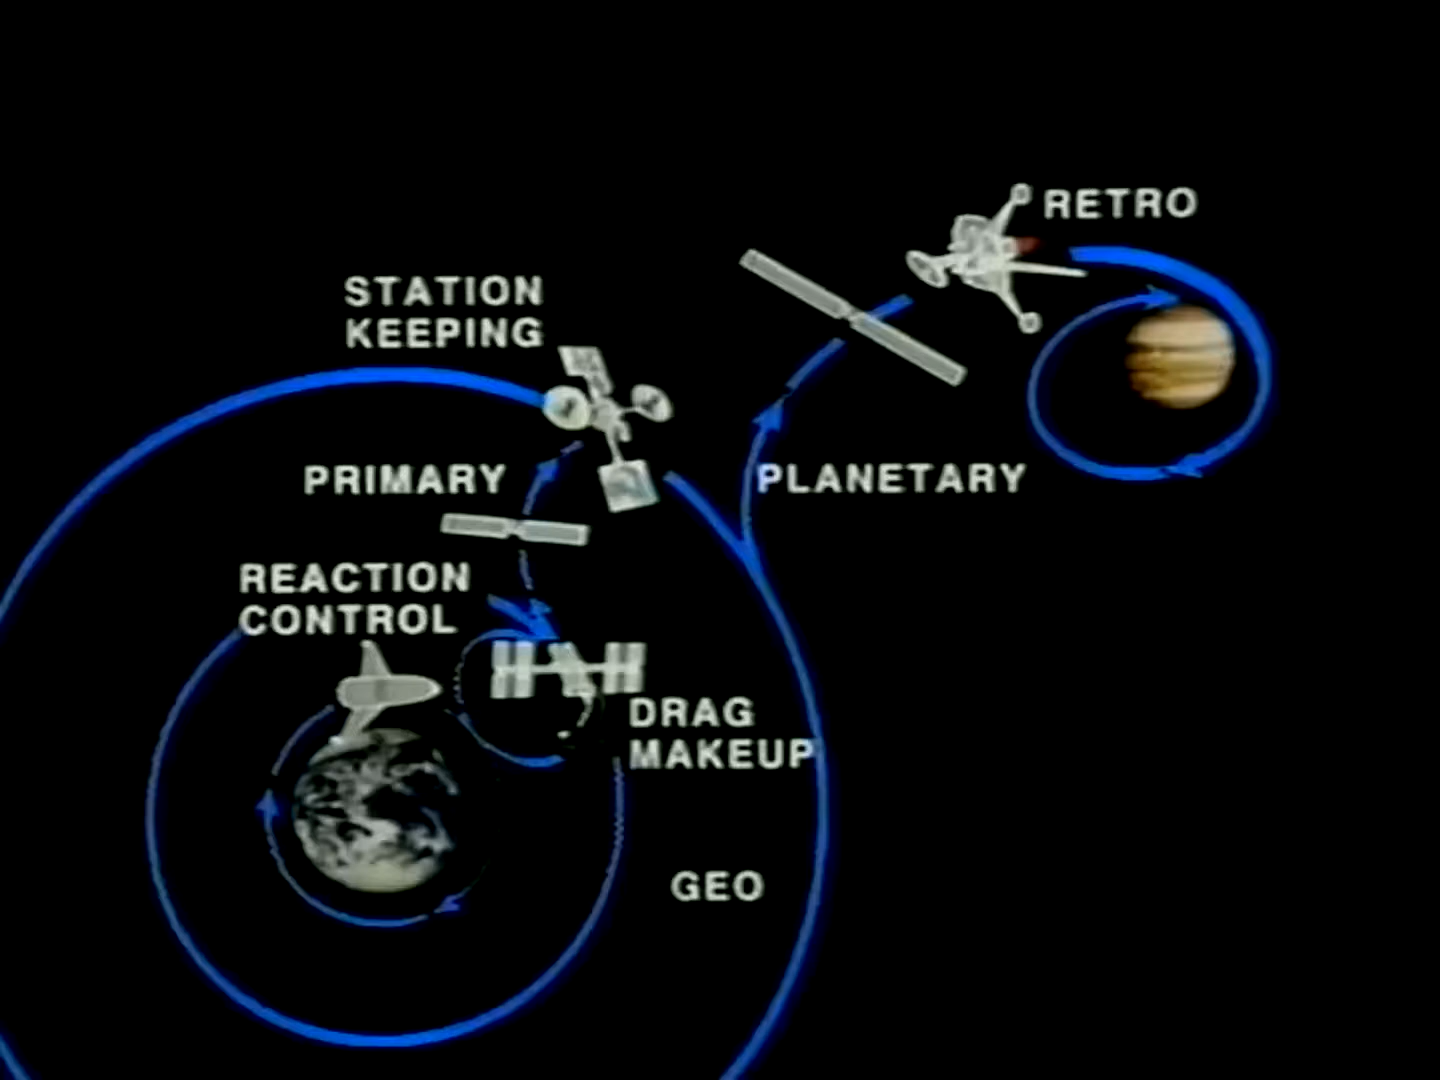 RETRO
STATION
KEEPING
PRIMARY
PLANETARY
REACTION
CONTROL
DRAG
MAKEUP
GEO